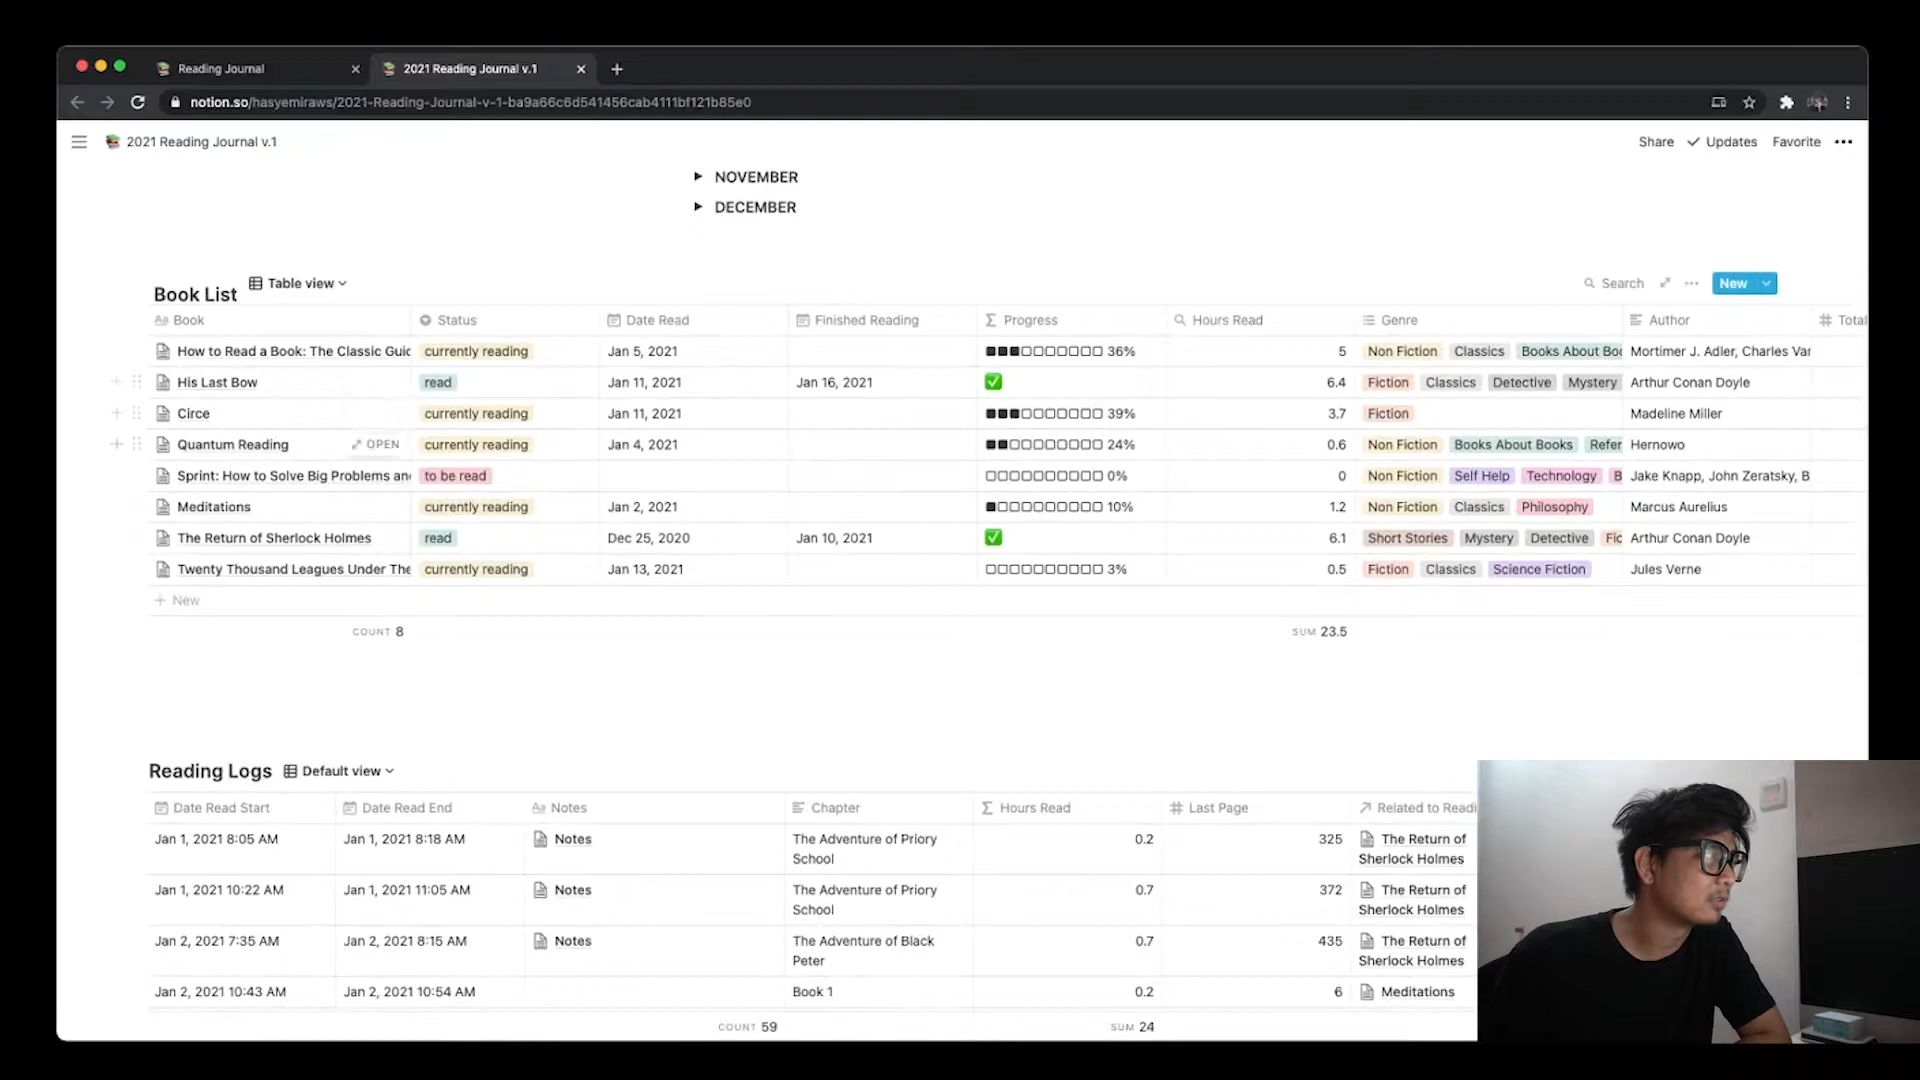 Reading Journal
2021 Reading Journal v.1
notion.so/hasyemiraws/2021-Reading-Journal-v-1-ba9a66c6d541456cab4111bf121b85e0
2021 Reading Journal v.1
Share Updates Favorite
NOVEMBER
DECEMBER
Book List Table view Search New
Book Status Date Read Finished Reading Progress Hours Read Genre Author Total
How to Read a Book: The Classic Guid currently reading Jan 5, 2021 36% 5 Non Fiction Classics Books About Boo Mortimer J. Adler, Charles Van
His Last Bow read Jan 11, 2021 Jan 16, 2021 6.4 Fiction Classics Detective Mystery Arthur Conan Doyle
Circe currently reading Jan 11, 2021 39% 3.7 Fiction Madeline Miller
Quantum Reading OPEN currently reading Jan 4, 2021 24% 0.6 Non Fiction Books About Books Refer Hernowo
Sprint: How to Solve Big Problems an to be read 0% 0 Non Fiction Self Help Technology B Jake Knapp, John Zeratsky, B
Meditations currently reading Jan 2, 2021 10% 1.2 Non Fiction Classics Philosophy Marcus Aurelius
The Return of Sherlock Holmes read Dec 25, 2020 Jan 10, 2021 6.1 Short Stories Mystery Detective Fic Arthur Conan Doyle
Twenty Thousand Leagues Under The currently reading Jan 13, 2021 3% 0.5 Fiction Classics Science Fiction Jules Verne
New
COUNT 8 SUM 23.5
Reading Logs Default view
Date Read Start Date Read End Notes Chapter Hours Read Last Page Related to Readi
Jan 1, 2021 8:05 AM Jan 1, 2021 8:18 AM Notes The Adventure of Priory 0.2 325 The Return of
School Sherlock Holmes
Jan 1, 2021 10:22 AM Jan 1, 2021 11:05 AM Notes The Adventure of Priory 0.7 372 The Return of
School Sherlock Holmes
Jan 2, 2021 7:35 AM Jan 2, 2021 8:15 AM Notes The Adventure of Black 0.7 435 The Return of
Peter Sherlock Holmes
Jan 2, 2021 10:43 AM Jan 2, 2021 10:54 AM Book 1 0.2 6 Meditations
COUNT 59 SUM 24